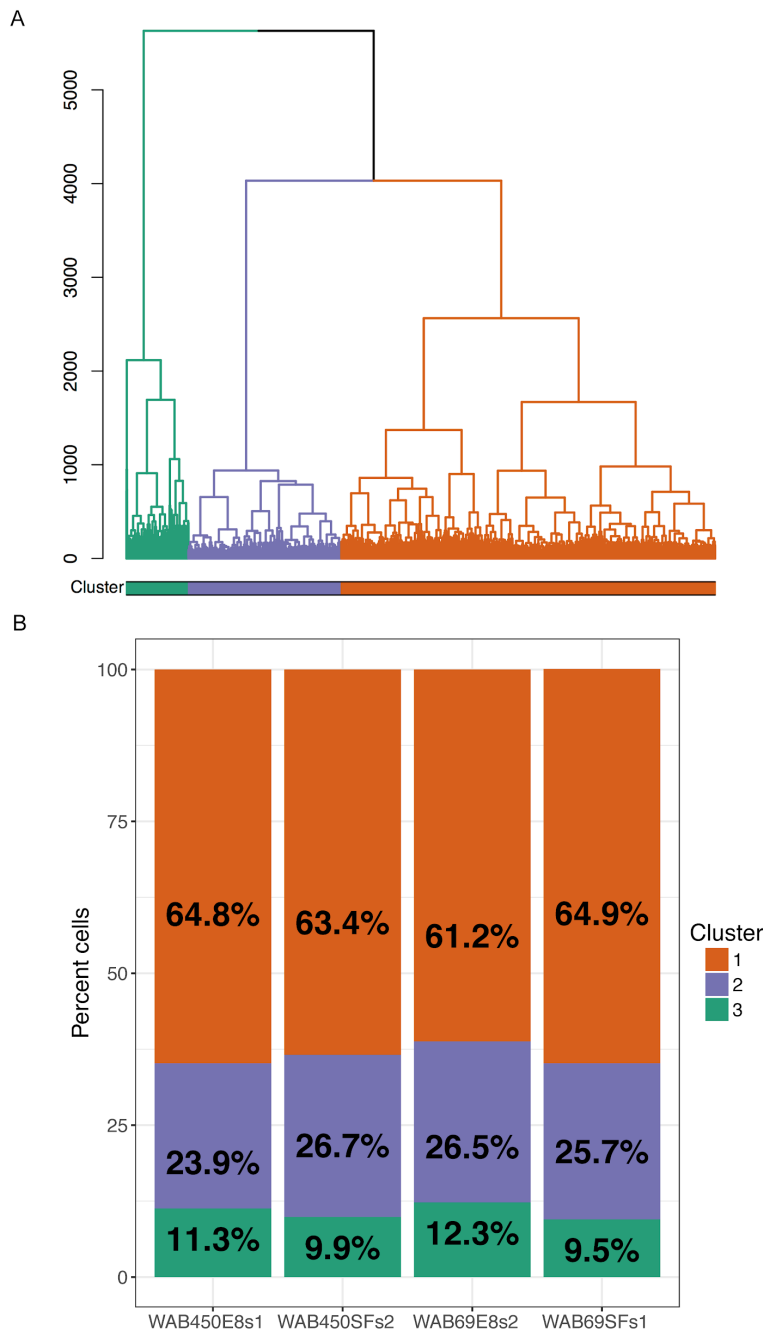 A
5000
4000
3000
2000
1000
0
Cluster
B
100
75
50
25
0
Percent cells
64.8% 63.4% 61.2% 64.9%
23.9% 26.7% 26.5% 25.7%
11.3% 9.9% 12.3% 9.5%
WAB450E8s1 WAB450SFs2 WAB69E8s2 WAB69SFs1
Cluster
1
2
3